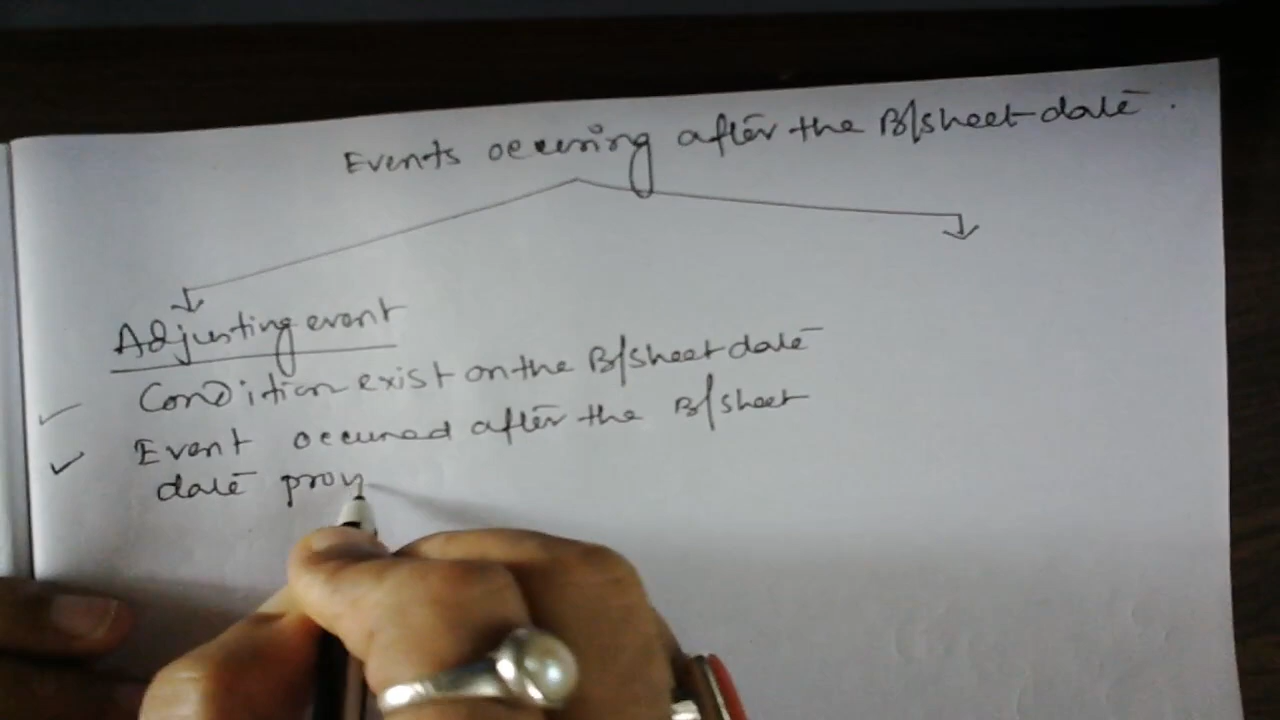 Events occuring after the B/sheet date.
Adjusting event
Condition exist on the B/Sheet date
Event occured after the B/sheet
date prov